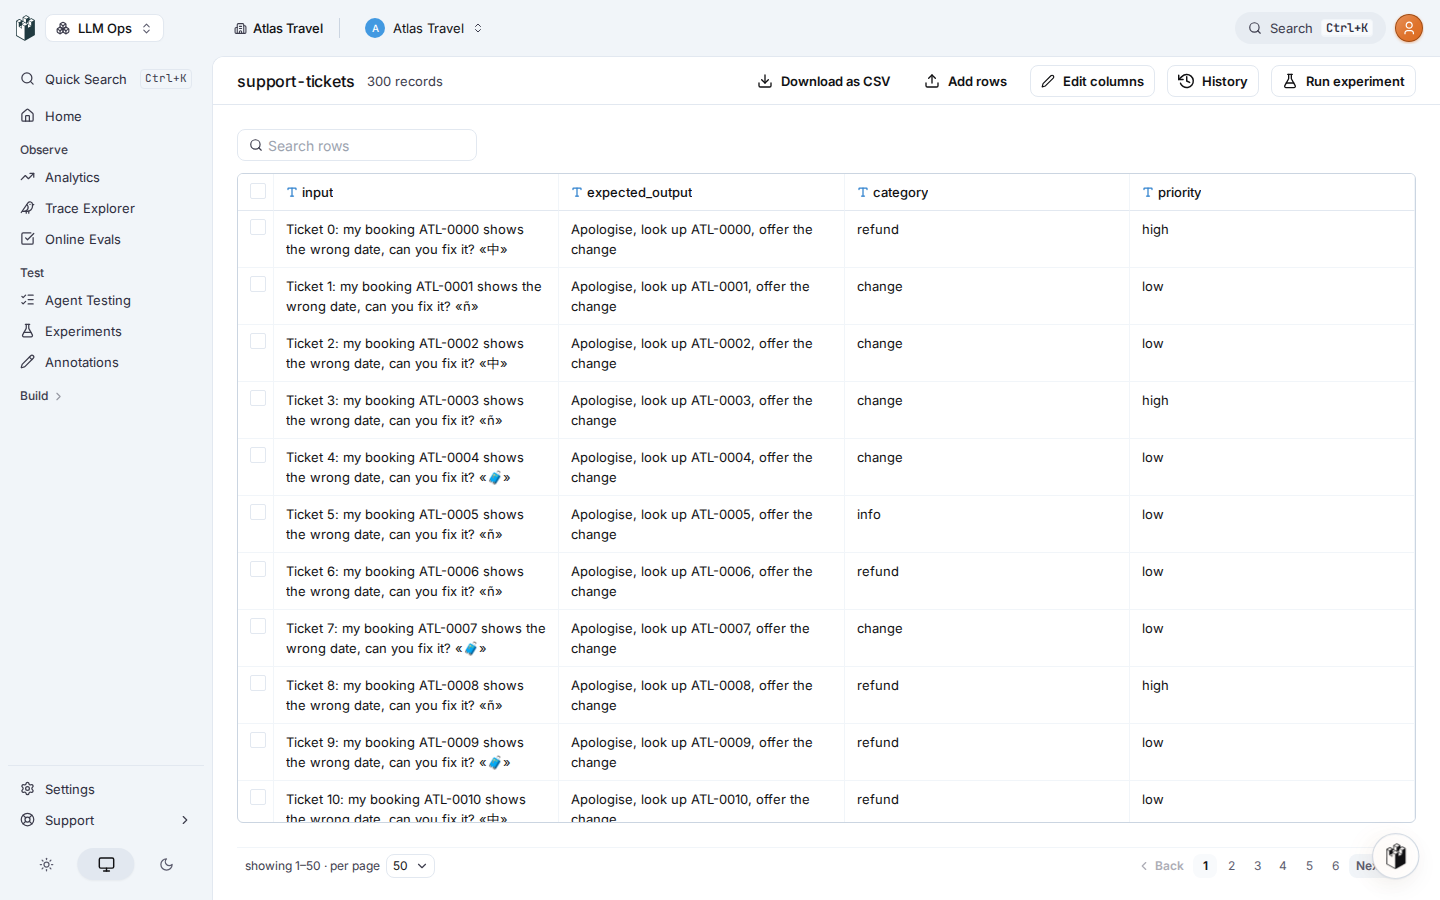 LLM Ops
Atlas Travel
A Atlas Travel
Search Ctrl+K
Quick Search Ctrl+K
Home
Observe
Analytics
Trace Explorer
Online Evals
Test
Agent Testing
Experiments
Annotations
Build
Settings
Support
support-tickets 300 records
Download as CSV
Add rows
Edit columns
History
Run experiment
Search rows
input expected_output category priority
Ticket 0: my booking ATL-0000 shows
the wrong date, can you fix it? «中»
Apologise, look up ATL-0000, offer the
change
refund
high
Ticket 1: my booking ATL-0001 shows the
wrong date, can you fix it? «ñ»
Apologise, look up ATL-0001, offer the
change
change
low
Ticket 2: my booking ATL-0002 shows
the wrong date, can you fix it? «中»
Apologise, look up ATL-0002, offer the
change
change
low
Ticket 3: my booking ATL-0003 shows
the wrong date, can you fix it? «ñ»
Apologise, look up ATL-0003, offer the
change
change
high
Ticket 4: my booking ATL-0004 shows
the wrong date, can you fix it? «🧳»
Apologise, look up ATL-0004, offer the
change
change
low
Ticket 5: my booking ATL-0005 shows
the wrong date, can you fix it? «ñ»
Apologise, look up ATL-0005, offer the
change
info
low
Ticket 6: my booking ATL-0006 shows
the wrong date, can you fix it? «ñ»
Apologise, look up ATL-0006, offer the
change
refund
low
Ticket 7: my booking ATL-0007 shows the
wrong date, can you fix it? «🧳»
Apologise, look up ATL-0007, offer the
change
change
low
Ticket 8: my booking ATL-0008 shows
the wrong date, can you fix it? «ñ»
Apologise, look up ATL-0008, offer the
change
refund
high
Ticket 9: my booking ATL-0009 shows
the wrong date, can you fix it? «🧳»
Apologise, look up ATL-0009, offer the
change
refund
low
Ticket 10: my booking ATL-0010 shows
the wrong date, can you fix it? «中»
Apologise, look up ATL-0010, offer the
change
refund
low
showing 1–50 · per page 50
Back 1 2 3 4 5 6